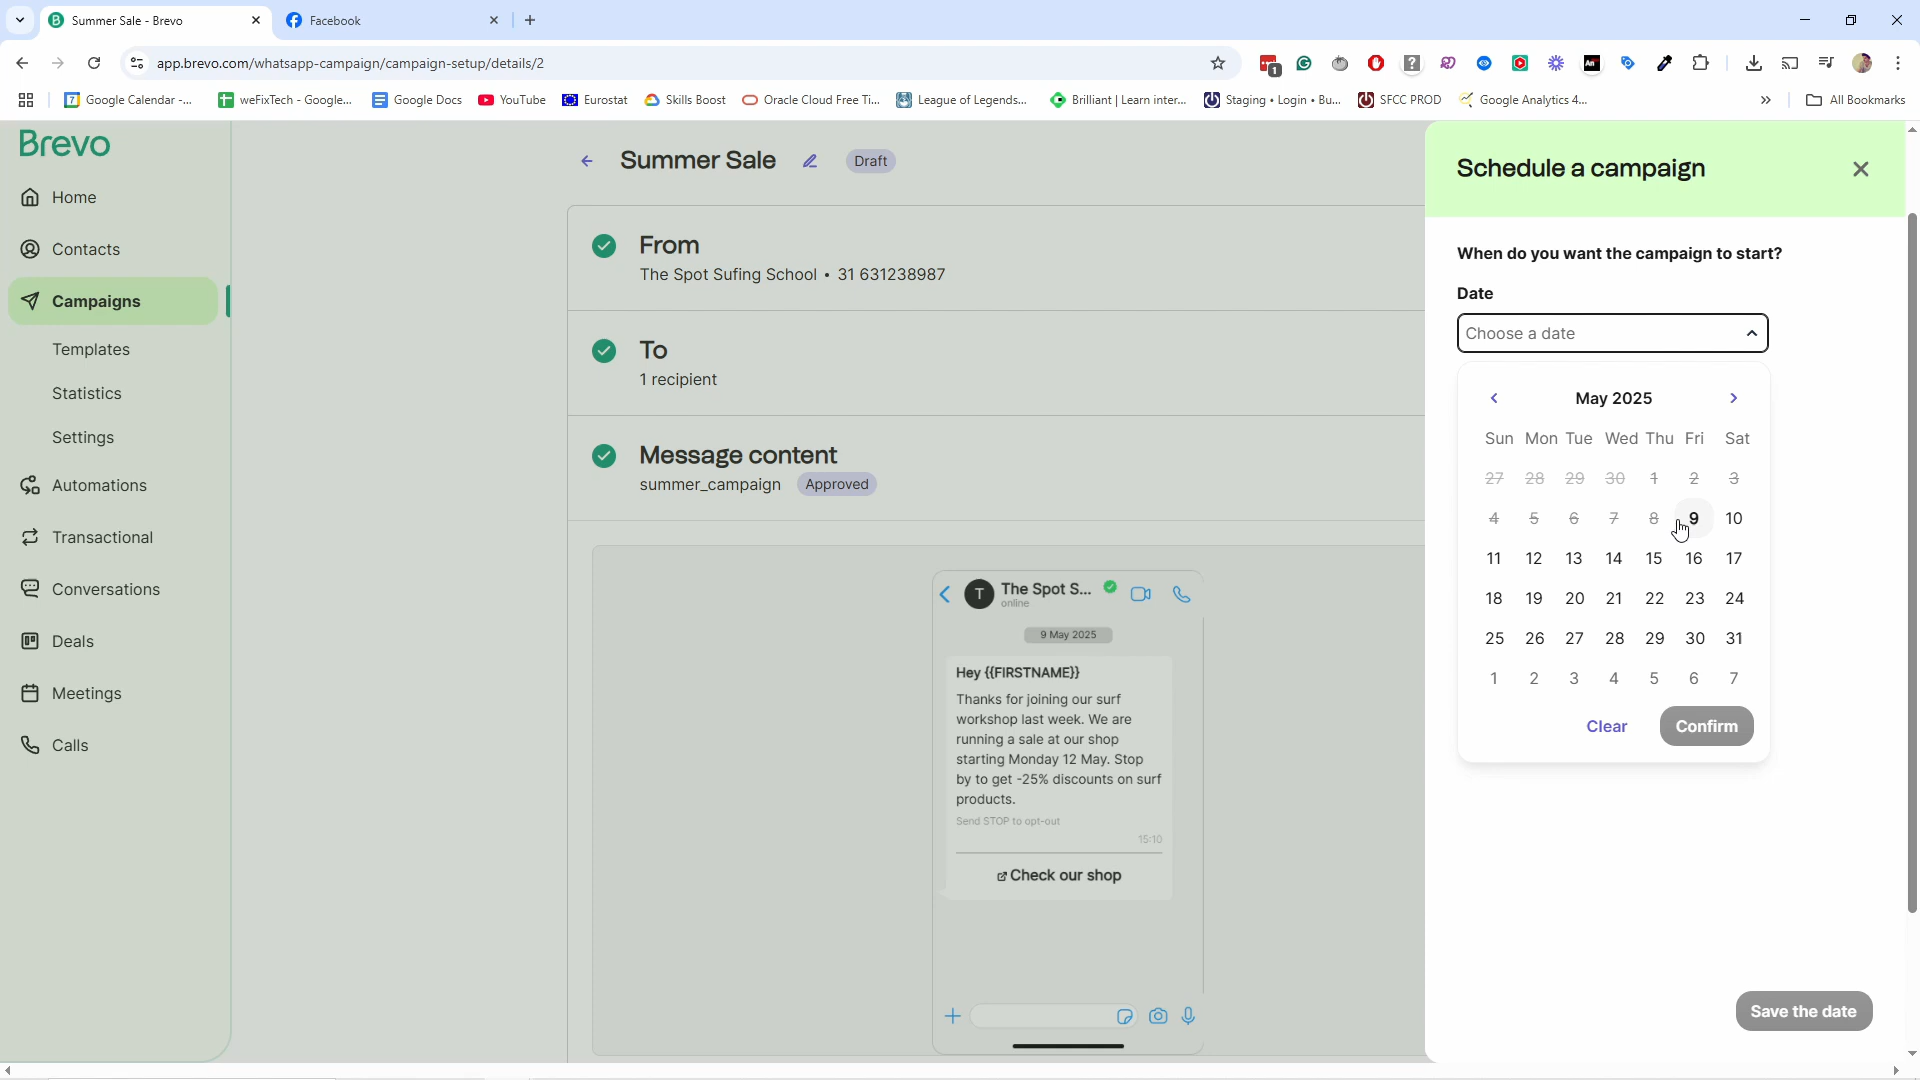 Summer Sale - Brevo
Facebook
app.brevo.com/whatsapp-campaign/campaign-setup/details/2
1
An
Google Calendar -...
weFixTech - Google...
Google Docs
YouTube
Eurostat
Skills Boost
Oracle Cloud Free Ti...
League of Legends...
Brilliant | Learn inter...
Staging • Login • Bu...
SFCC PROD
Google Analytics 4...
All Bookmarks
Brevo
Home
Contacts
Campaigns
Templates
Statistics
Settings
Automations
Transactional
Conversations
Deals
Meetings
Calls
Summer Sale
Draft
From
The Spot Sufing School • 31 631238987
To
1 recipient
Message content
summer_campaign
Approved
T
The Spot S...
online
9 May 2025
Hey {{FIRSTNAME}}
Thanks for joining our surf
workshop last week. We are
running a sale at our shop
starting Monday 12 May. Stop
by to get -25% discounts on surf
products.
Send STOP to opt-out
15:10
Check our shop
Schedule a campaign
When do you want the campaign to start?
Date
Choose a date
May 2025
Sun Mon Tue Wed Thu Fri Sat
27 28 29 30 1 2 3
4 5 6 7 8 9 10
11 12 13 14 15 16 17
18 19 20 21 22 23 24
25 26 27 28 29 30 31
1 2 3 4 5 6 7
Clear
Confirm
Save the date